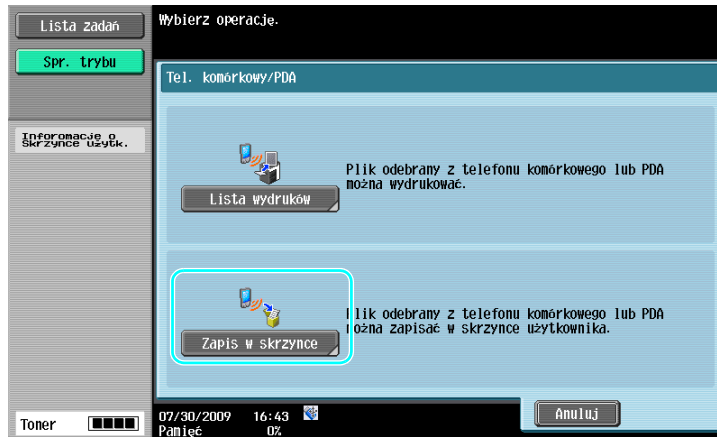 Lista zadań
Wybierz operację.
Spr. trybu
Tel. komórkowy/PDA
Inforomacje o
Skrzynce użytk.
Plik odebrany z telefonu komórkowego lub PDA
można wydrukować.
Lista wydruków
Plik odebrany z telefonu komórkowego lub PDA
można zapisać w skrzynce użytkownika.
Zapis w skrzynce
Toner
07/30/2009 16:43
Pamięć 0%
Anuluj